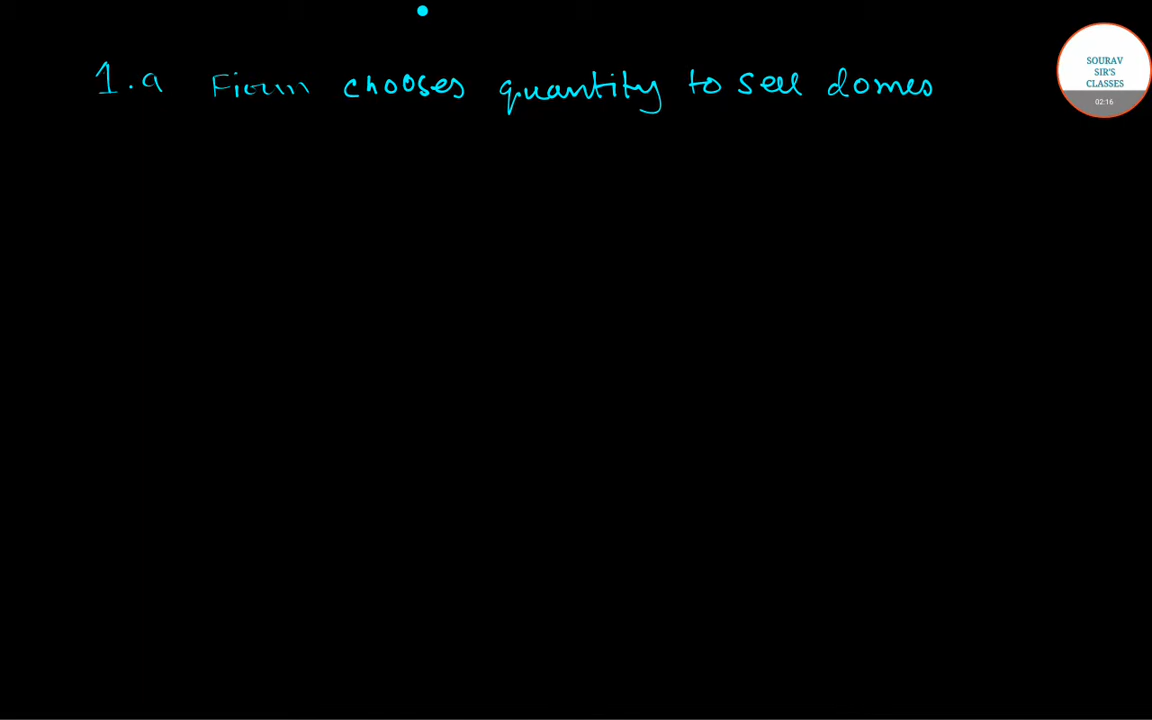 1.a Firm chooses quantity to sell domes
SOURAV
SIR'S
CLASSES
02:16